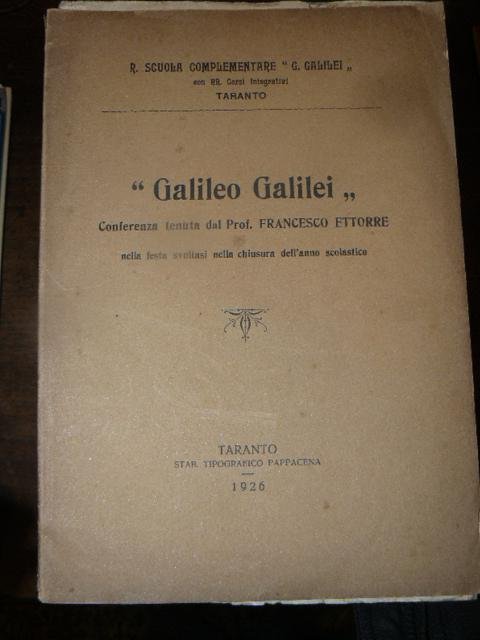 R. SCUOLA COMPLEMENTARE “ G. GALILEI „
con RR. Corsi Integrativi
TARANTO
“ Galileo Galilei „
Conferenza tenuta dal Prof. FRANCESCO ETTORRE
nella festa svoltasi nella chiusura dell'anno scolastico
TARANTO
STAB. TIPOGRAFICO PAPPACENA
1926